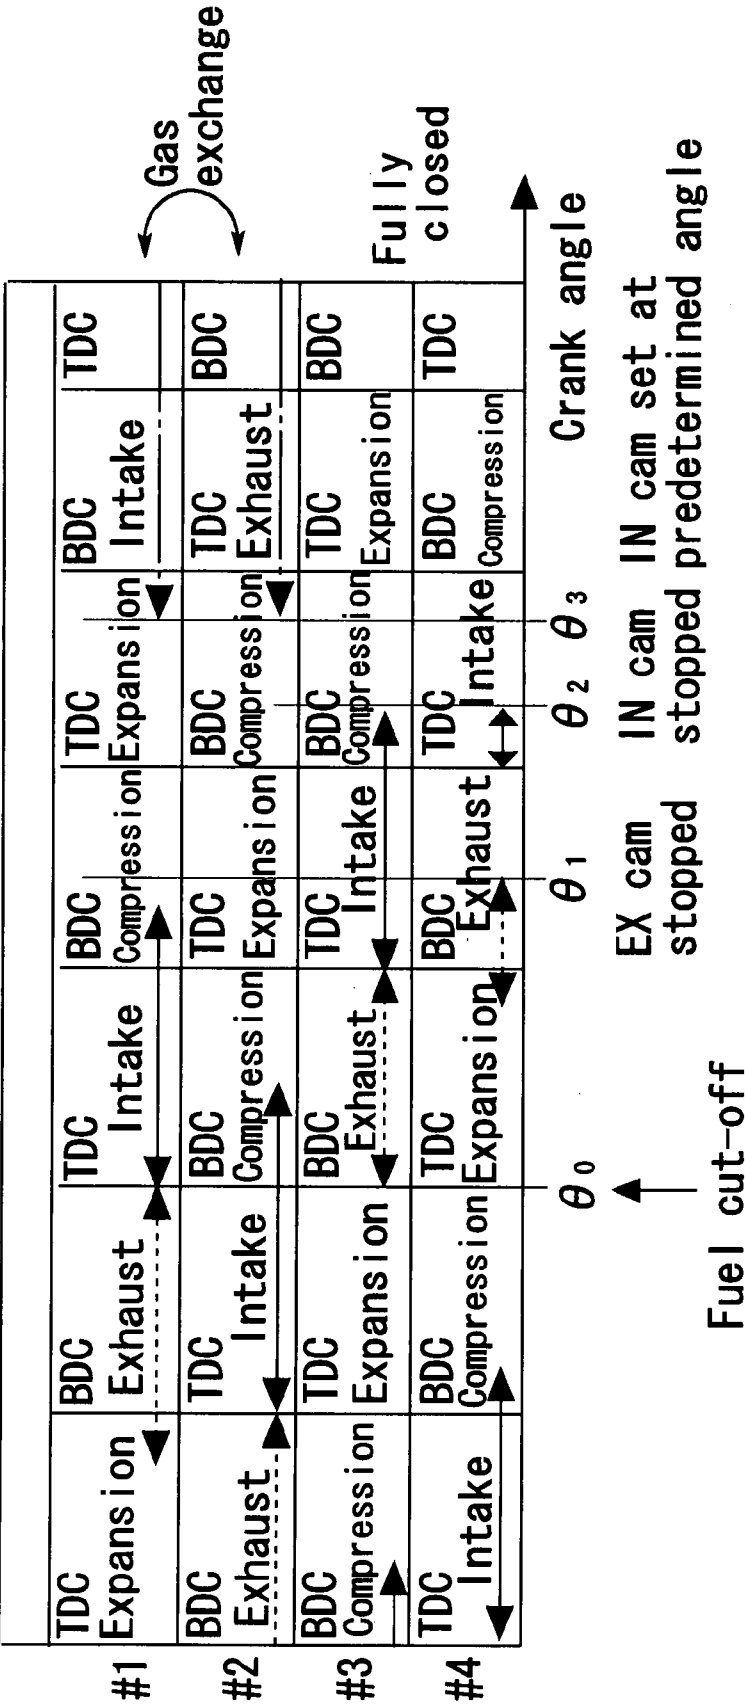 Gas
exchange
#1
TDC
Expansion
BDC
Exhaust
TDC
Intake
BDC
Compression
TDC
Expansion
BDC
Intake
TDC
#2
BDC
Exhaust
TDC
Intake
BDC
Compression
TDC
Expansion
BDC
Compression
TDC
Exhaust
BDC
#3
BDC
Compression
TDC
Expansion
BDC
Exhaust
TDC
Intake
BDC
Compression
TDC
Expansion
BDC
Fully
closed
#4
TDC
Intake
BDC
Compression
TDC
Expansion
BDC
Exhaust
TDC
Intake
BDC
Compression
TDC
θ0
θ1
θ2
θ3
Crank angle
Fuel cut-off
EX cam
stopped
IN cam
stopped
IN cam set at
predetermined angle